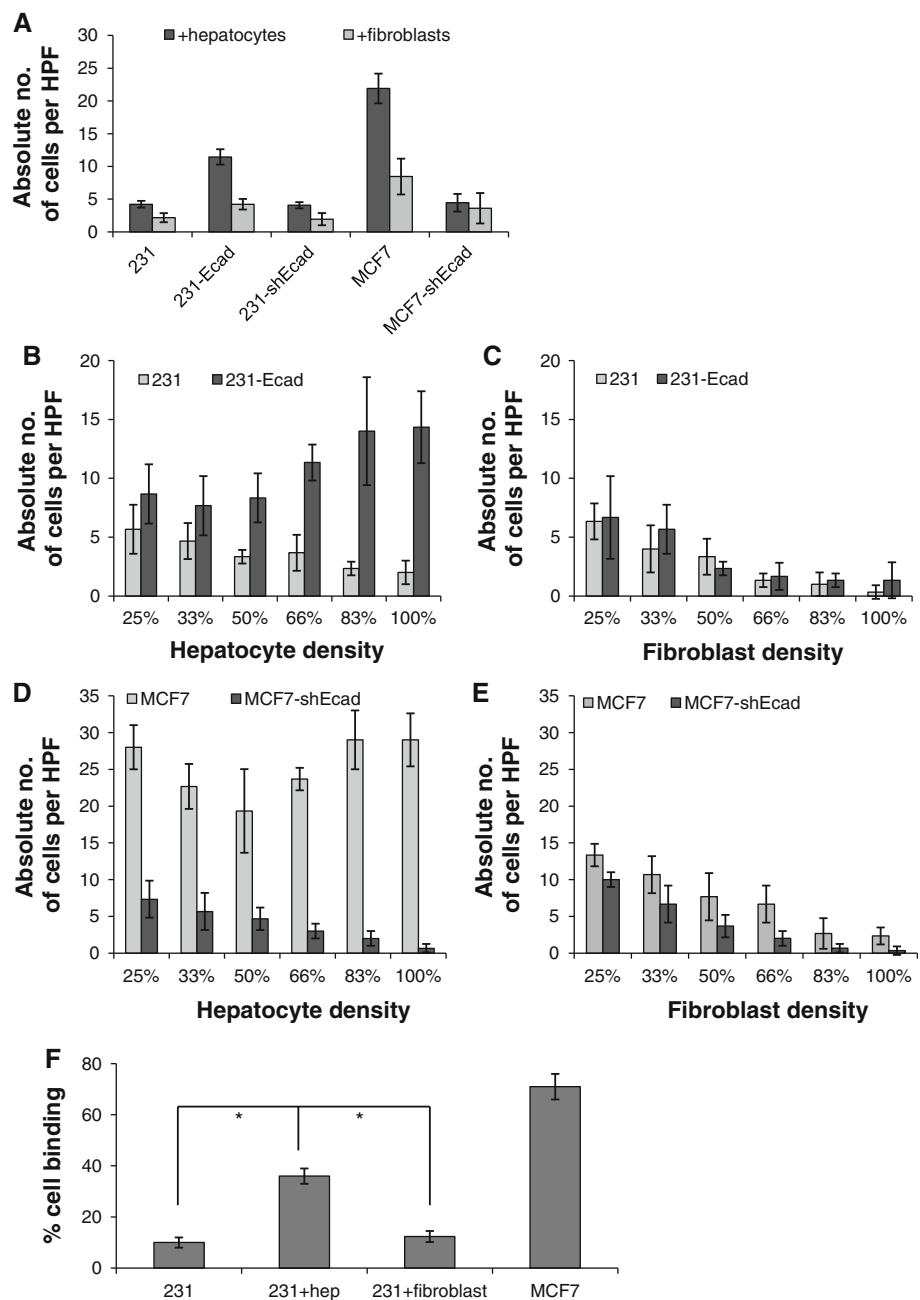 A
+hepatocytes
+fibroblasts
Absolute no.
of cells per HPF
30
25
20
15
10
5
0
231
231-Ecad
231-shEcad
MCF7
MCF7-shEcad
B
231
231-Ecad
Absolute no.
of cells per HPF
20
15
10
5
0
25%
33%
50%
66%
83%
100%
Hepatocyte density
C
231
231-Ecad
Absolute no.
of cells per HPF
20
15
10
5
0
25%
33%
50%
66%
83%
100%
Fibroblast density
D
MCF7
MCF7-shEcad
Absolute no.
of cells per HPF
35
30
25
20
15
10
5
0
25%
33%
50%
66%
83%
100%
Hepatocyte density
E
MCF7
MCF7-shEcad
Absolute no.
of cells per HPF
35
30
25
20
15
10
5
0
25%
33%
50%
66%
83%
100%
Fibroblast density
F
% cell binding
80
60
40
20
0
*
*
231
231+hep
231+fibroblast
MCF7